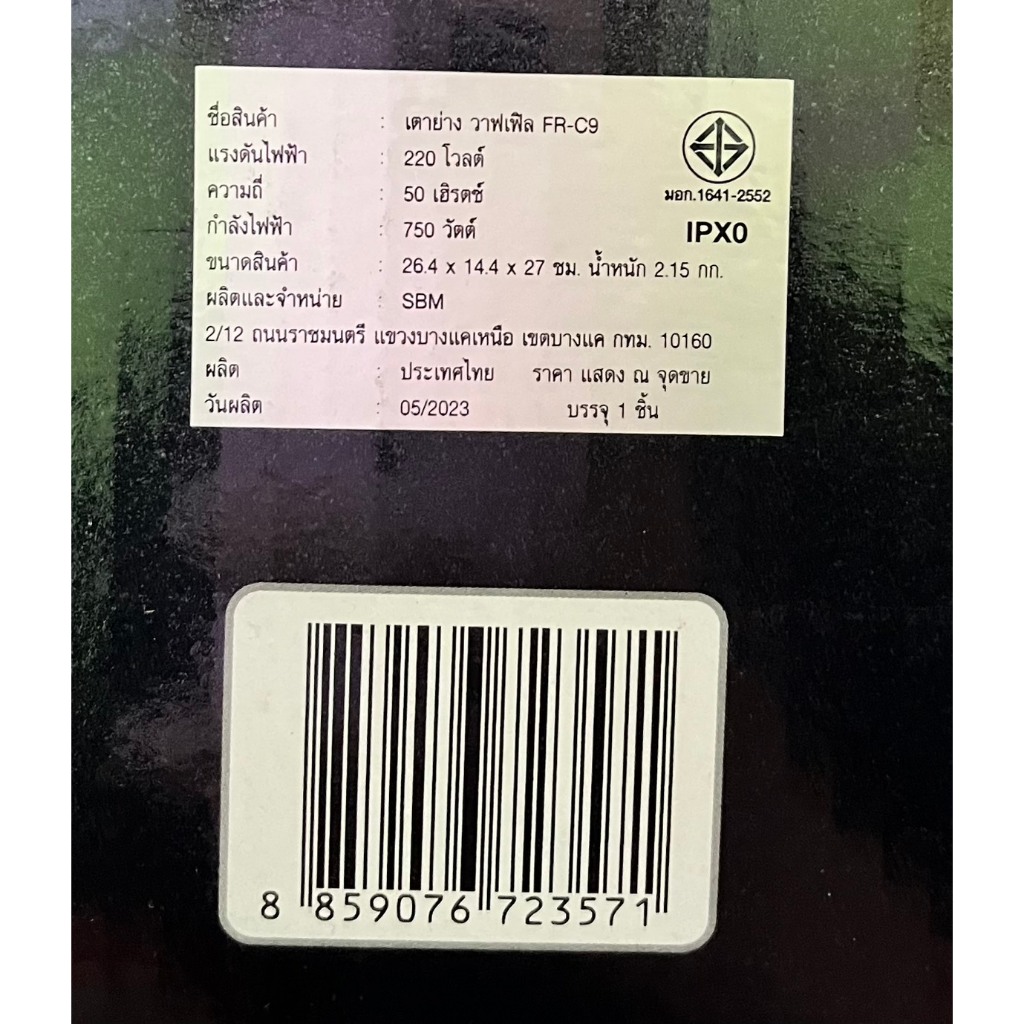 ชื่อสินค้า : เตาย่าง วาฟเฟิล FR-C9
แรงดันไฟฟ้า : 220 โวลต์
ความถี่ : 50 เฮิรตซ์
กำลังไฟฟ้า : 750 วัตต์
ขนาดสินค้า : 26.4 x 14.4 x 27 ซม. น้ำหนัก 2.15 กก.
ผลิตและจำหน่าย : SBM
2/12 ถนนราชมนตรี แขวงบางแคเหนือ เขตบางแค กทม. 10160
ผลิต : ประเทศไทย ราคา แสดง ณ จุดขาย
วันผลิต : 05/2023 บรรจุ 1 ชิ้น
มอก.1641-2552
IPX0
8 859076 723571